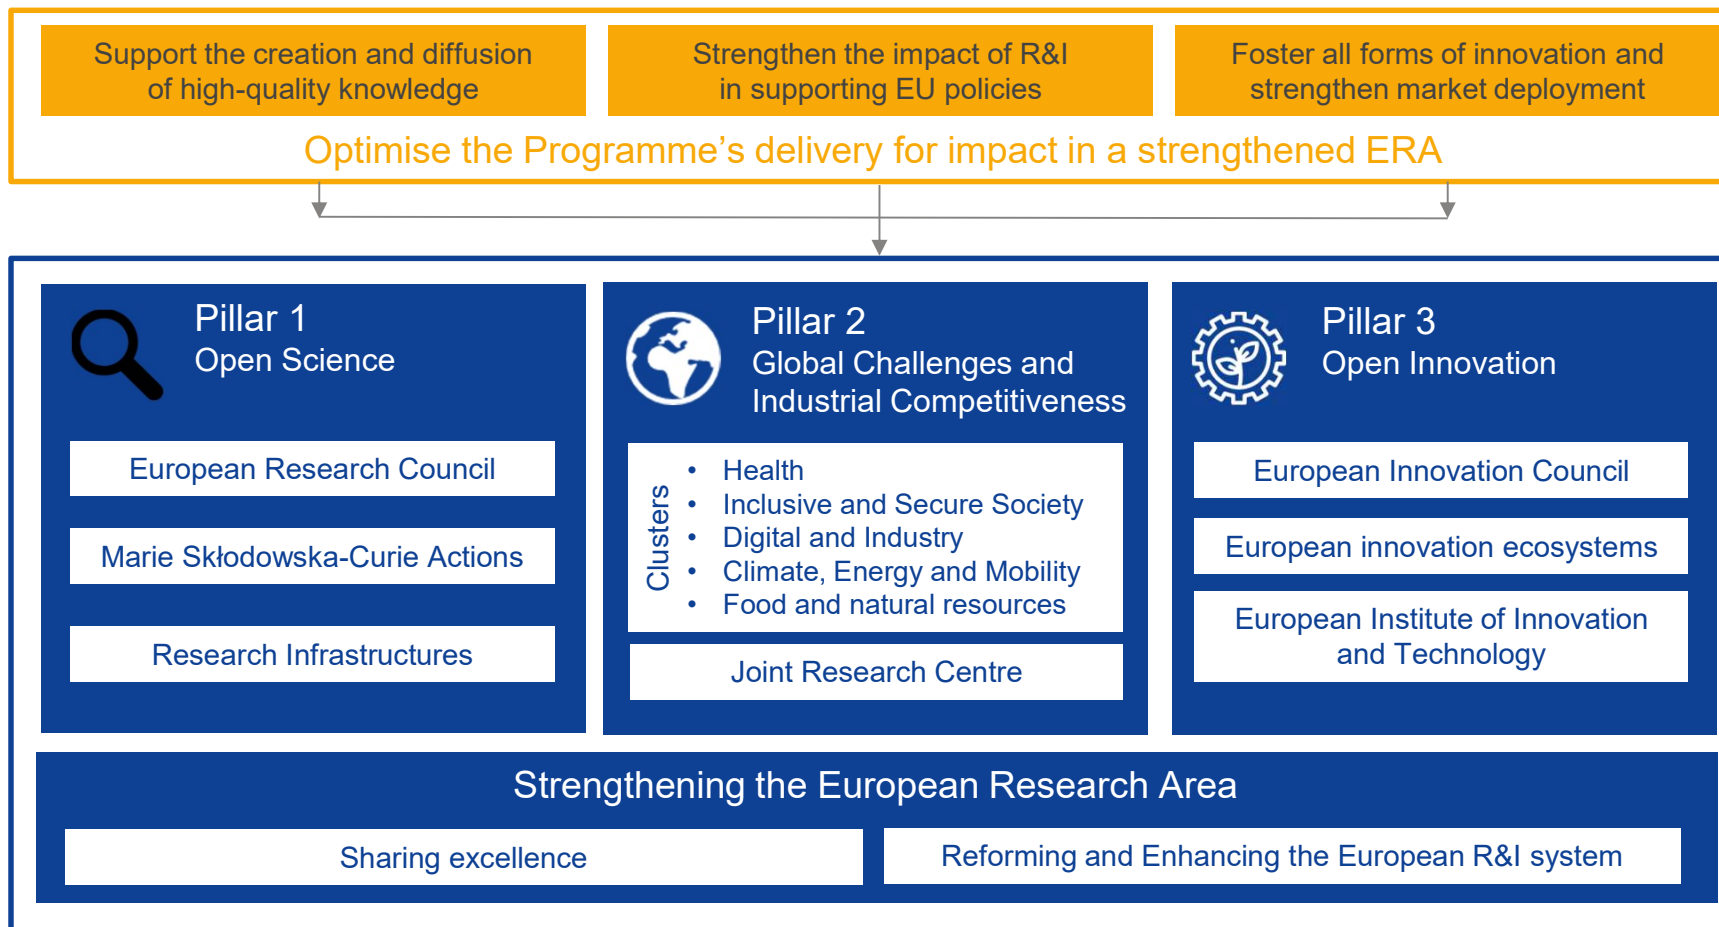 Support the creation and diffusion
of high-quality knowledge
Strengthen the impact of R&I
in supporting EU policies
Foster all forms of innovation and
strengthen market deployment
Optimise the Programme’s delivery for impact in a strengthened ERA
Pillar 1
Open Science
European Research Council
Marie Skłodowska-Curie Actions
Research Infrastructures
Pillar 2
Global Challenges and
Industrial Competitiveness
Clusters
• Health
• Inclusive and Secure Society
• Digital and Industry
• Climate, Energy and Mobility
• Food and natural resources
Joint Research Centre
Pillar 3
Open Innovation
European Innovation Council
European innovation ecosystems
European Institute of Innovation
and Technology
Strengthening the European Research Area
Sharing excellence
Reforming and Enhancing the European R&I system